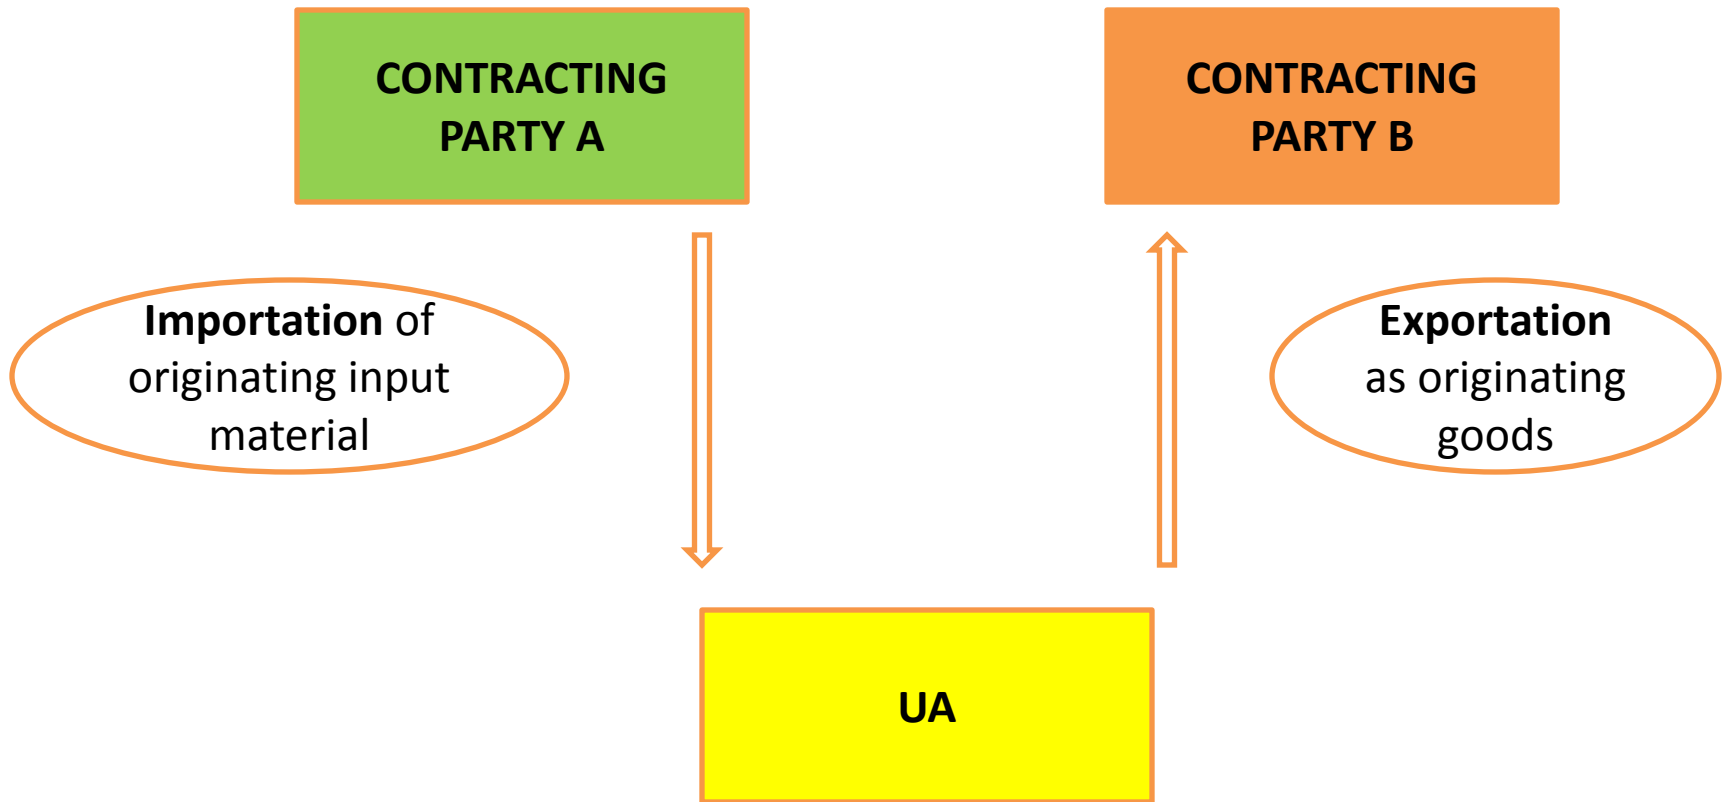 CONTRACTING
PARTY A
CONTRACTING
PARTY B
Importation of
originating input
material
Exportation
as originating
goods
UA